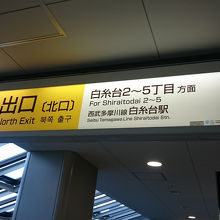 出口〔北口〕
North Exit 북쪽 출구
白糸台2～5丁目 方面
For Shiraitodai 2～5
西武多摩川線 白糸台駅
Seibu Tamagawa Line Shiraitodai Stn.